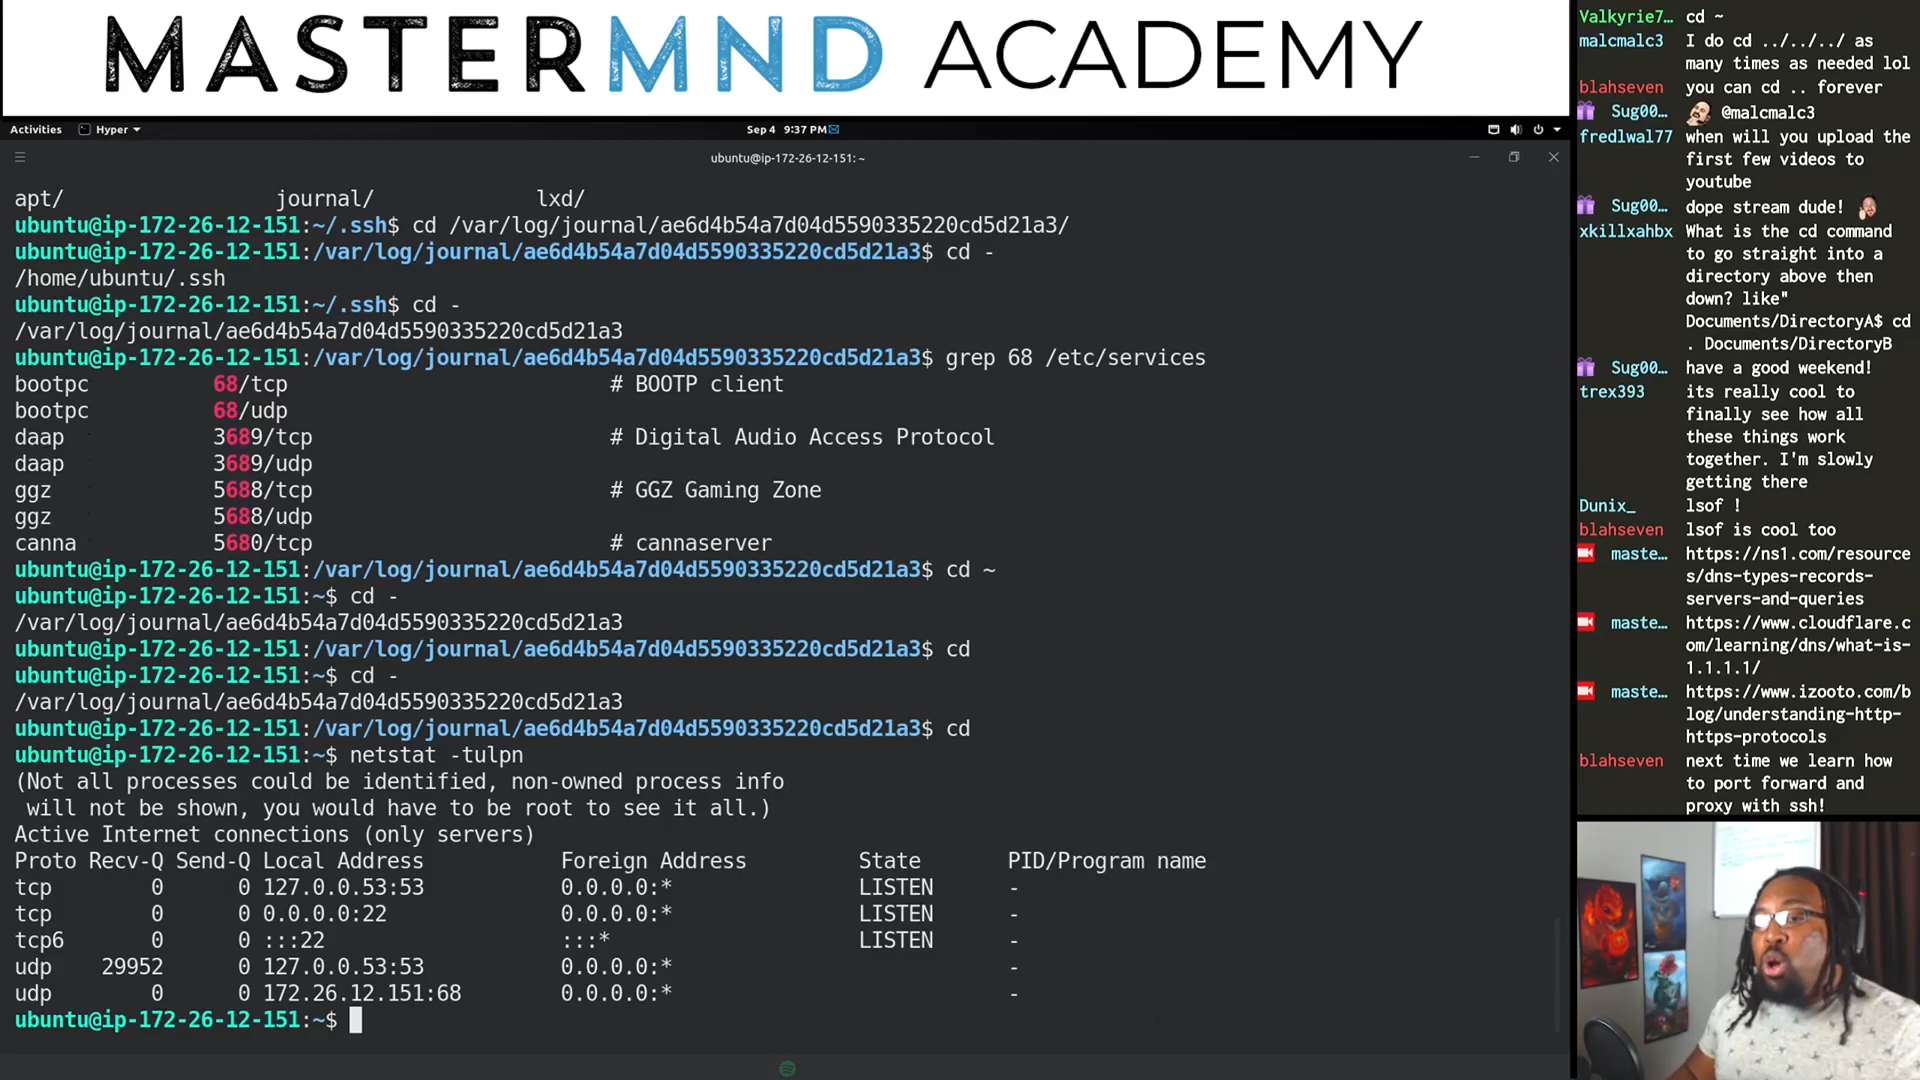 MASTERMND ACADEMY
Activities Hyper Sep 4 9:37 PM
ubuntu@ip-172-26-12-151: ~
apt/ journal/ lxd/
ubuntu@ip-172-26-12-151:~/.ssh$ cd /var/log/journal/ae6d4b54a7d04d5590335220cd5d21a3/
ubuntu@ip-172-26-12-151:/var/log/journal/ae6d4b54a7d04d5590335220cd5d21a3$ cd -
/home/ubuntu/.ssh
ubuntu@ip-172-26-12-151:~/.ssh$ cd -
/var/log/journal/ae6d4b54a7d04d5590335220cd5d21a3
ubuntu@ip-172-26-12-151:/var/log/journal/ae6d4b54a7d04d5590335220cd5d21a3$ grep 68 /etc/services
bootpc 68/tcp # BOOTP client
bootpc 68/udp
daap 3689/tcp # Digital Audio Access Protocol
daap 3689/udp
ggz 5688/tcp # GGZ Gaming Zone
ggz 5688/udp
canna 5680/tcp # cannaserver
ubuntu@ip-172-26-12-151:/var/log/journal/ae6d4b54a7d04d5590335220cd5d21a3$ cd ~
ubuntu@ip-172-26-12-151:~$ cd -
/var/log/journal/ae6d4b54a7d04d5590335220cd5d21a3
ubuntu@ip-172-26-12-151:/var/log/journal/ae6d4b54a7d04d5590335220cd5d21a3$ cd
ubuntu@ip-172-26-12-151:~$ cd -
/var/log/journal/ae6d4b54a7d04d5590335220cd5d21a3
ubuntu@ip-172-26-12-151:/var/log/journal/ae6d4b54a7d04d5590335220cd5d21a3$ cd
ubuntu@ip-172-26-12-151:~$ netstat -tulpn
(Not all processes could be identified, non-owned process info
will not be shown, you would have to be root to see it all.)
Active Internet connections (only servers)
Proto Recv-Q Send-Q Local Address Foreign Address State PID/Program name
tcp 0 0 127.0.0.53:53 0.0.0.0:* LISTEN -
tcp 0 0 0.0.0.0:22 0.0.0.0:* LISTEN -
tcp6 0 0 :::22 :::* LISTEN -
udp 29952 0 127.0.0.53:53 0.0.0.0:* -
udp 0 0 172.26.12.151:68 0.0.0.0:* -
ubuntu@ip-172-26-12-151:~$
Valkyrie7… cd ~
malcmalc3 I do cd ../../../ as
many times as needed lol
blahseven you can cd .. forever
Sug00… @malcmalc3
fredlwal77 when will you upload the
first few videos to
youtube
Sug00… dope stream dude!
xkillxahbx What is the cd command
to go straight into a
directory above then
down? like"
Documents/DirectoryA$ cd
. Documents/DirectoryB
Sug00… have a good weekend!
trex393 its really cool to
finally see how all
these things work
together. I'm slowly
getting there
Dunix_ lsof !
blahseven lsof is cool too
maste… https://ns1.com/resource
s/dns-types-records-
servers-and-queries
maste… https://www.cloudflare.c
om/learning/dns/what-is-
1.1.1.1/
maste… https://www.izooto.com/b
log/understanding-http-
https-protocols
blahseven next time we learn how
to port forward and
proxy with ssh!